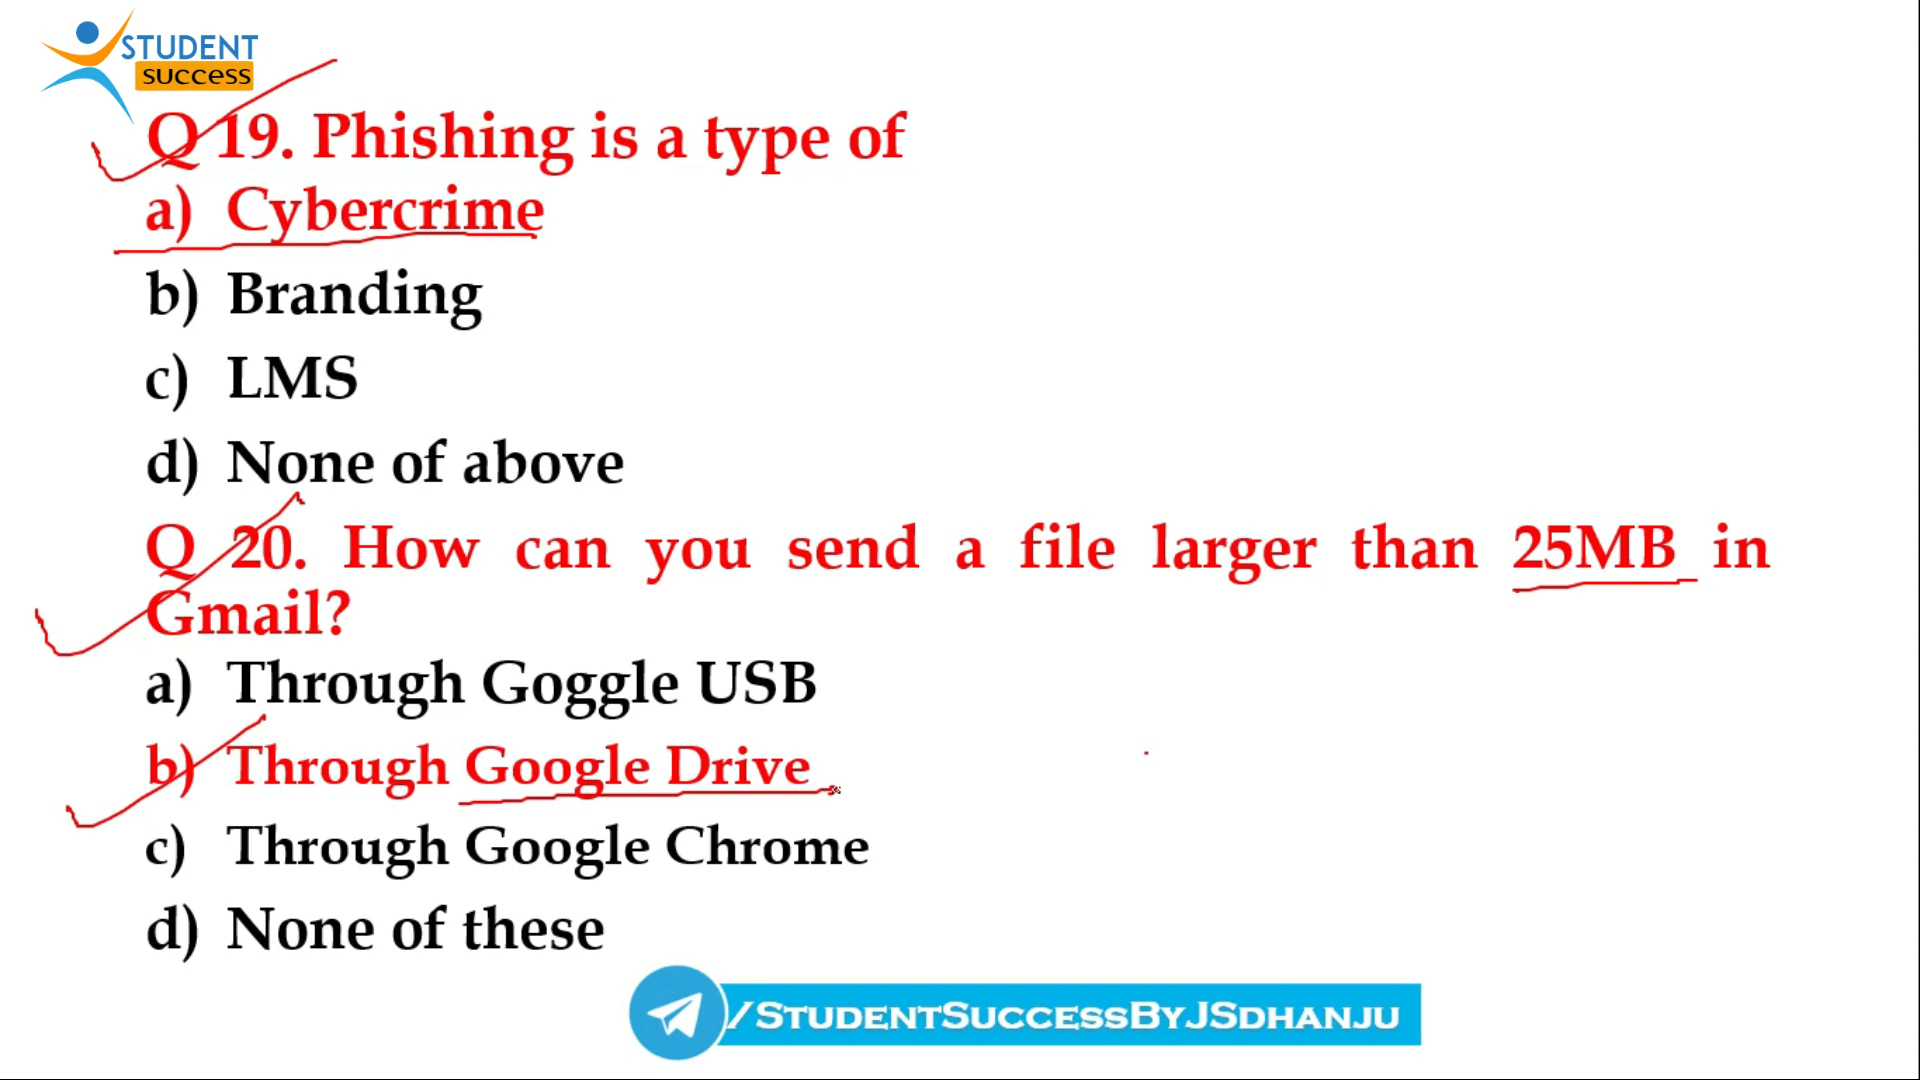 STUDENT
success
Q 19. Phishing is a type of
a) Cybercrime
b) Branding
c) LMS
d) None of above
Q 20. How can you send a file larger than 25MB in
Gmail?
a) Through Goggle USB
b) Through Google Drive
c) Through Google Chrome
d) None of these
/StudentSuccessByJSdhanju